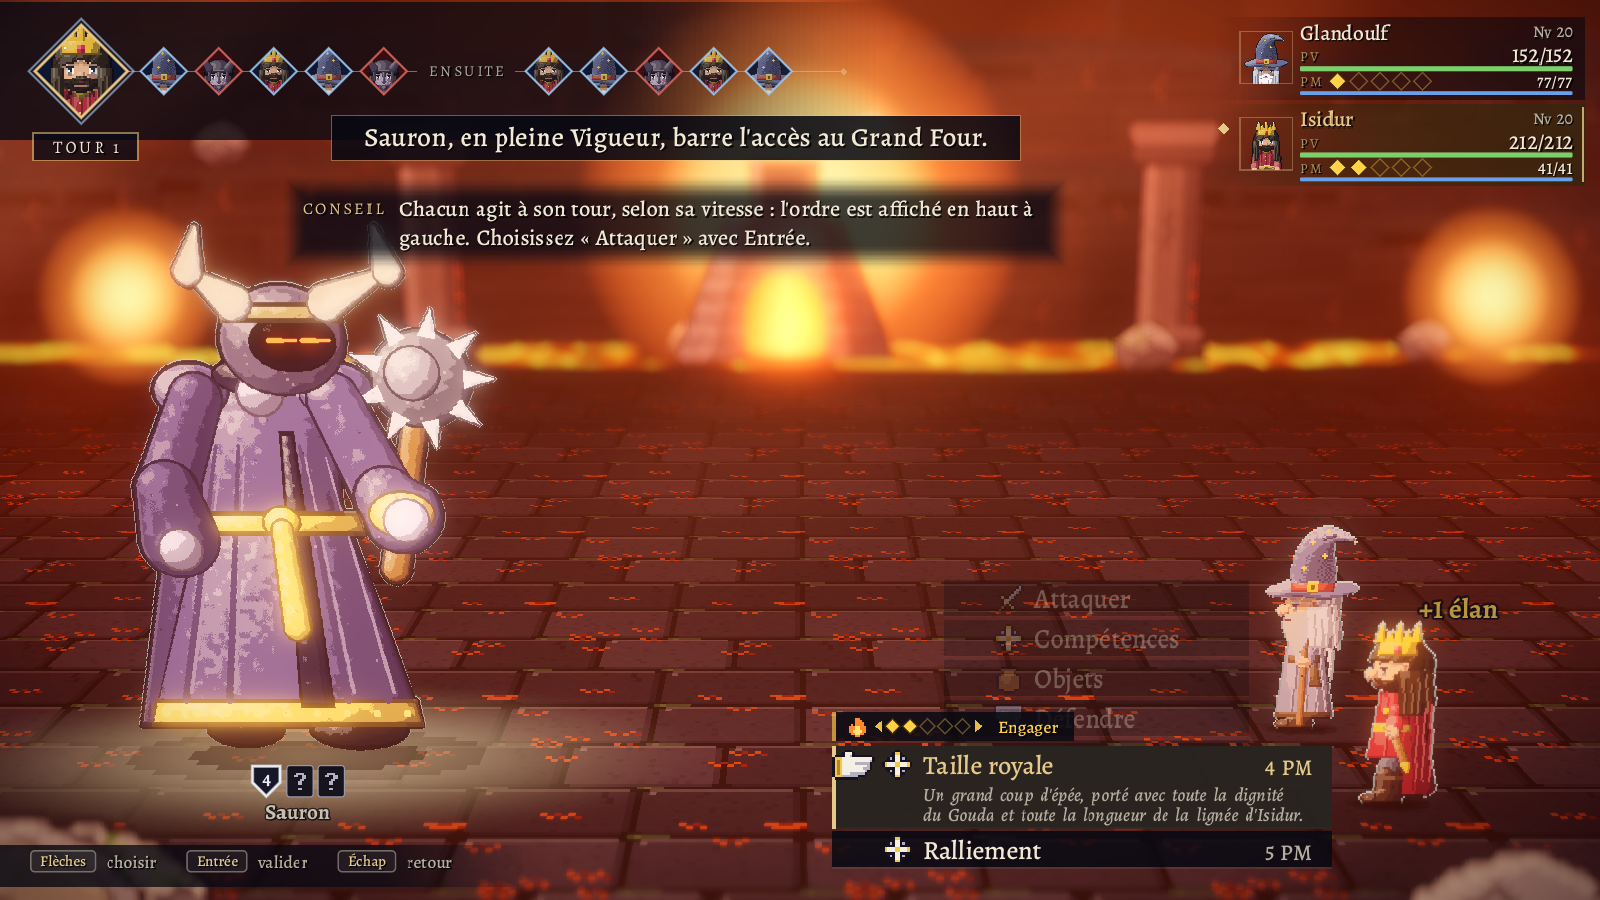 ENSUITE
TOUR 1
Sauron, en pleine Vigueur, barre l'accès au Grand Four.
CONSEIL Chacun agit à son tour, selon sa vitesse : l'ordre est affiché en haut à
gauche. Choisissez « Attaquer » avec Entrée.
Glandoulf Nv 20
PV 152/152
PM 77/77
Isidur Nv 20
PV 212/212
PM 41/41
+1 élan
Attaquer
Compétences
Objets
Défendre
Engager
Taille royale 4 PM
Un grand coup d'épée, porté avec toute la dignité
du Gouda et toute la longueur de la lignée d'Isidur.
Ralliement 5 PM
4 ? ?
Sauron
Flèches choisir Entrée valider Échap retour